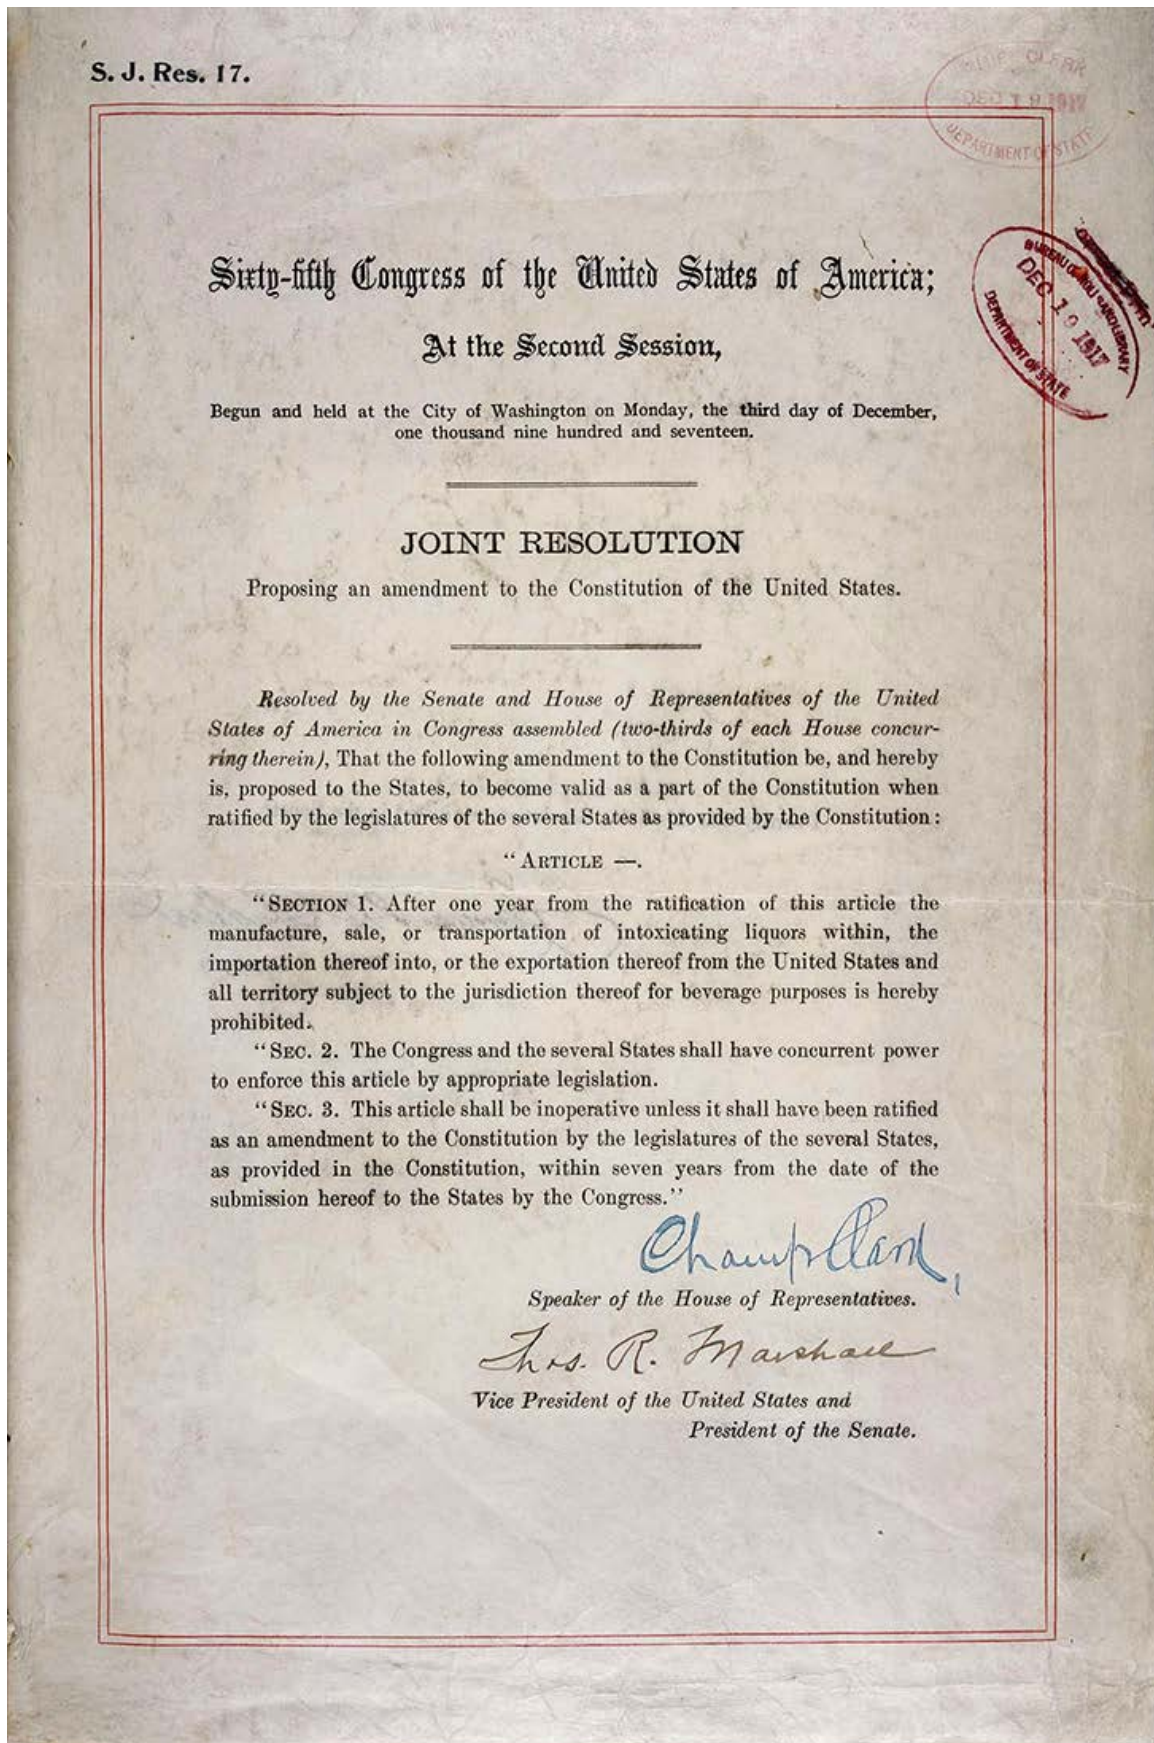 S. J. Res. 17.
CLERK
DEC 19 1917
DEPARTMENT OF STATE
Sixty-fifth Congress of the United States of America;
At the Second Session,
Begun and held at the City of Washington on Monday, the third day of December,
one thousand nine hundred and seventeen.
BUREAU LIBRARY
DEC 19 1917
DEPARTMENT OF STATE
JOINT RESOLUTION
Proposing an amendment to the Constitution of the United States.
Resolved by the Senate and House of Representatives of the United
States of America in Congress assembled (two-thirds of each House concur-
ring therein), That the following amendment to the Constitution be, and hereby
is, proposed to the States, to become valid as a part of the Constitution when
ratified by the legislatures of the several States as provided by the Constitution:
“ARTICLE —.
“SECTION 1. After one year from the ratification of this article the
manufacture, sale, or transportation of intoxicating liquors within, the
importation thereof into, or the exportation thereof from the United States and
all territory subject to the jurisdiction thereof for beverage purposes is hereby
prohibited.
“SEC. 2. The Congress and the several States shall have concurrent power
to enforce this article by appropriate legislation.
“SEC. 3. This article shall be inoperative unless it shall have been ratified
as an amendment to the Constitution by the legislatures of the several States,
as provided in the Constitution, within seven years from the date of the
submission hereof to the States by the Congress.”
Champ Clark,
Speaker of the House of Representatives.
Thos. R. Marshall
Vice President of the United States and
President of the Senate.